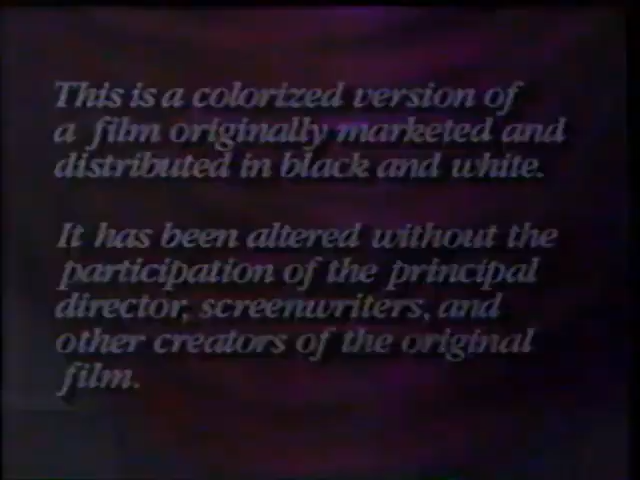 This is a colorized version of
a film originally marketed and
distributed in black and white.
It has been altered without the
participation of the principal
director, screenwriters, and
other creators of the original
film.